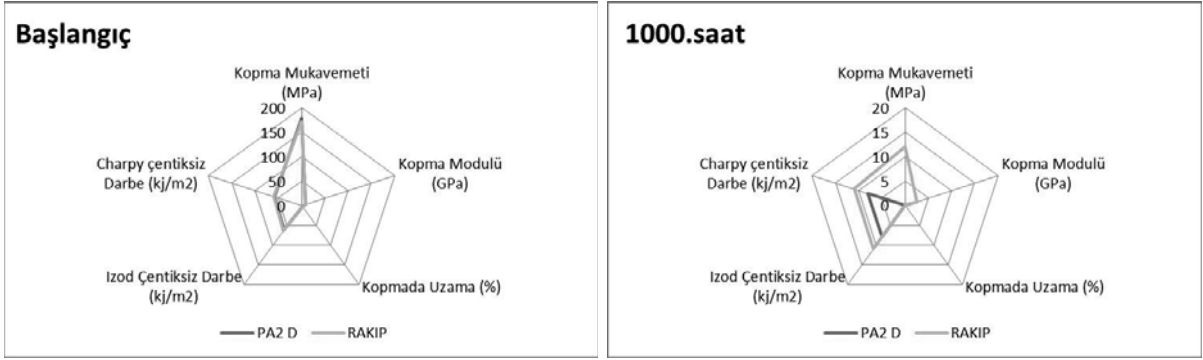 Başlangıç
Kopma Mukavemeti
(MPa)
200
150
100
50
0
Kopma Modulü
(GPa)
Kopmada Uzama (%)
Izod Çentiksiz Darbe
(kj/m2)
Charpy çentiksiz
Darbe (kj/m2)
PA2 D
RAKIP
1000.saat
Kopma Mukavemeti
(MPa)
20
15
10
5
0
Kopma Modulü
(GPa)
Kopmada Uzama (%)
Izod Çentiksiz Darbe
(kj/m2)
Charpy çentiksiz
Darbe (kj/m2)
PA2 D
RAKIP